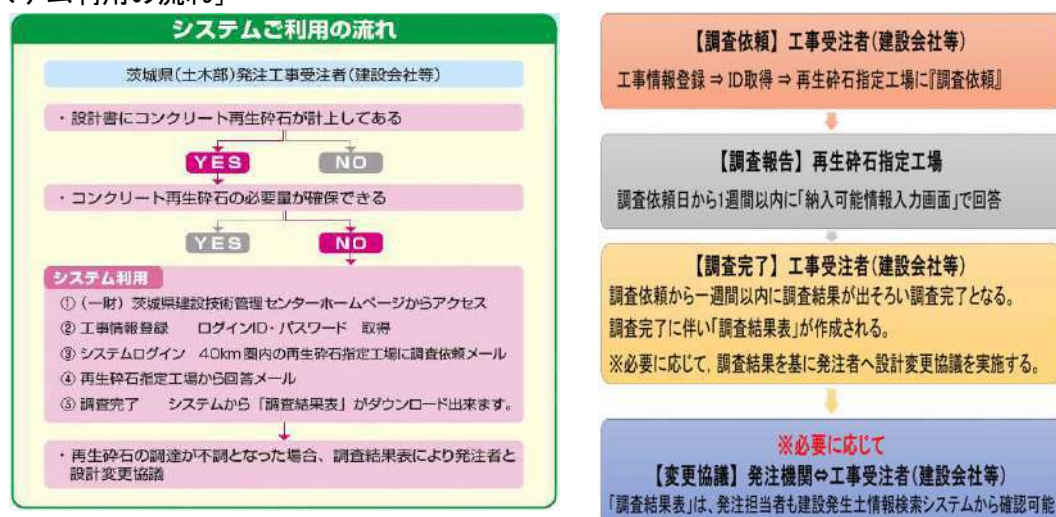 テム利用の流れ」
システムご利用の流れ
茨城県(土木部)発注工事受注者(建設会社等)
・設計書にコンクリート再生砕石が計上してある
YES NO
・コンクリート再生砕石の必要量が確保できる
YES NO
システム利用
①(一財)茨城県建設技術管理センターホームページからアクセス
②工事情報登録 ログインID・パスワード 取得
③システムログイン 40km圏内の再生砕石指定工場に調査依頼メール
④再生砕石指定工場から回答メール
⑤調査完了 システムから「調査結果表」がダウンロード出来ます。
・再生砕石の調達が不調となった場合、調査結果表により発注者と
設計変更協議
【調査依頼】工事受注者(建設会社等)
工事情報登録 ⇒ ID取得 ⇒ 再生砕石指定工場に『調査依頼』
【調査報告】再生砕石指定工場
調査依頼日から1週間以内に「納入可能情報入力画面」で回答
【調査完了】工事受注者(建設会社等)
調査依頼から一週間以内に調査結果が出そろい調査完了となる。
調査完了に伴い「調査結果表」が作成される。
※必要に応じて,調査結果を基に発注者へ設計変更協議を実施する。
※必要に応じて
【変更協議】発注機関⇔工事受注者(建設会社等)
「調査結果表」は、発注担当者も建設発生土情報検索システムから確認可能